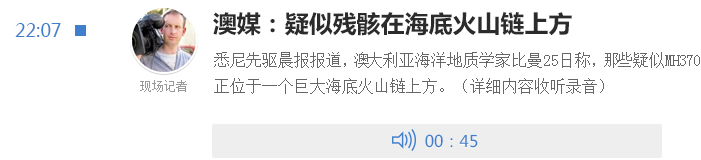 22:07
澳媒：疑似残骸在海底火山链上方
悉尼先驱晨报报道，澳大利亚海洋地质学家比曼25日称，那些疑似MH370
正位于一个巨大海底火山链上方。（详细内容收听录音）
现场记者
00：45